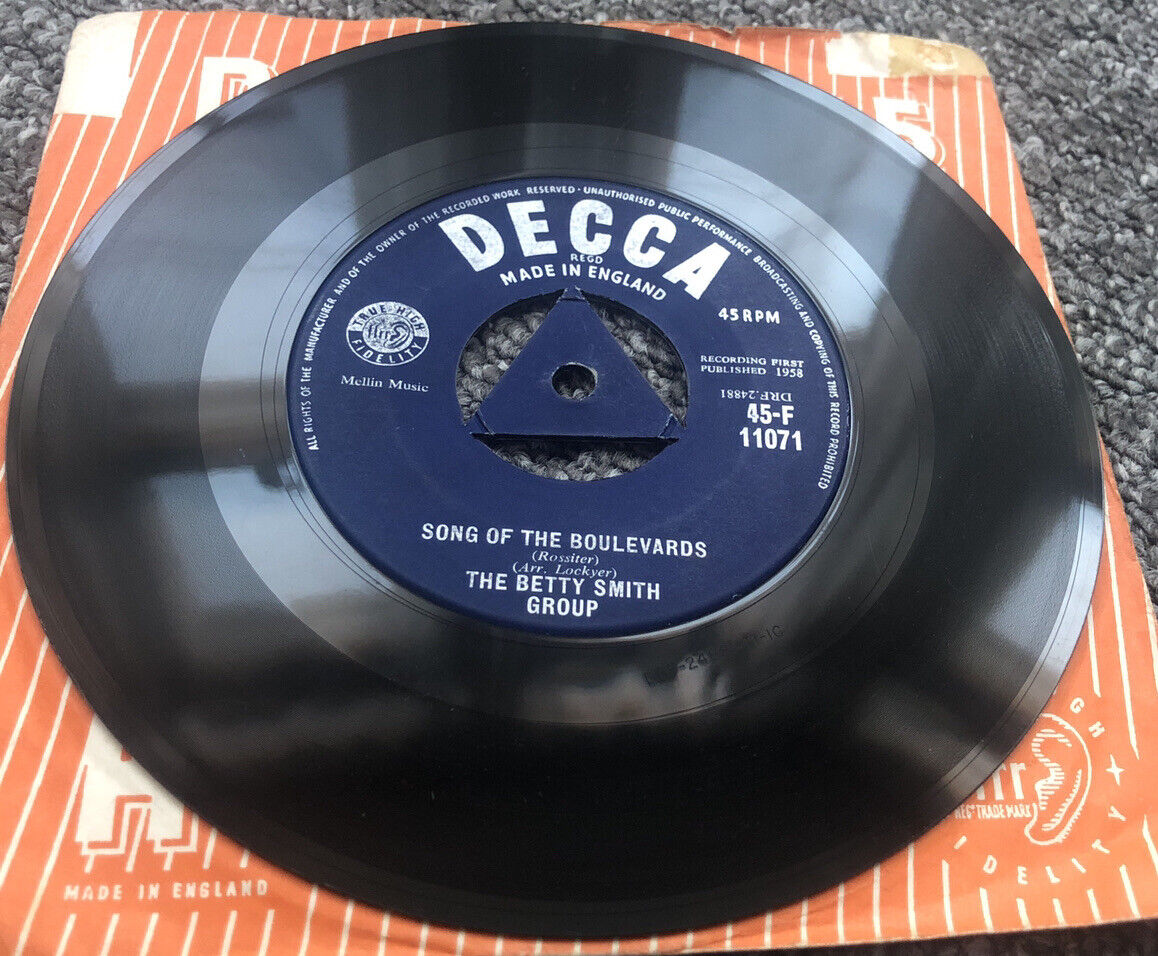 ALL RIGHTS OF THE MANUFACTURER AND OF THE OWNER OF THE RECORDED WORK RESERVED · UNAUTHORISED PUBLIC PERFORMANCE BROADCASTING AND COPYING OF THIS RECORD PROHIBITED
DECCA
REGD
MADE IN ENGLAND
45 RPM
TRUE HIGH
FIDELITY
Mellin Music
RECORDING FIRST
PUBLISHED 1958
DRF.24881
45-F
11071
SONG OF THE BOULEVARDS
(Rossiter)
(Arr. Lockyer)
THE BETTY SMITH
GROUP
5
REGD TRADE MARK
MADE IN ENGLAND